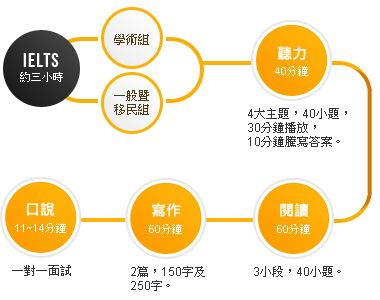 IELTS
約三小時
學術組
一般暨
移民組
聽力
40分鐘
4大主題，40小題，
30分鐘播放，
10分鐘謄寫答案。
閱讀
60分鐘
3小段，40小題。
寫作
60分鐘
2篇，150字及
250字。
口說
11~14分鐘
一對一面試